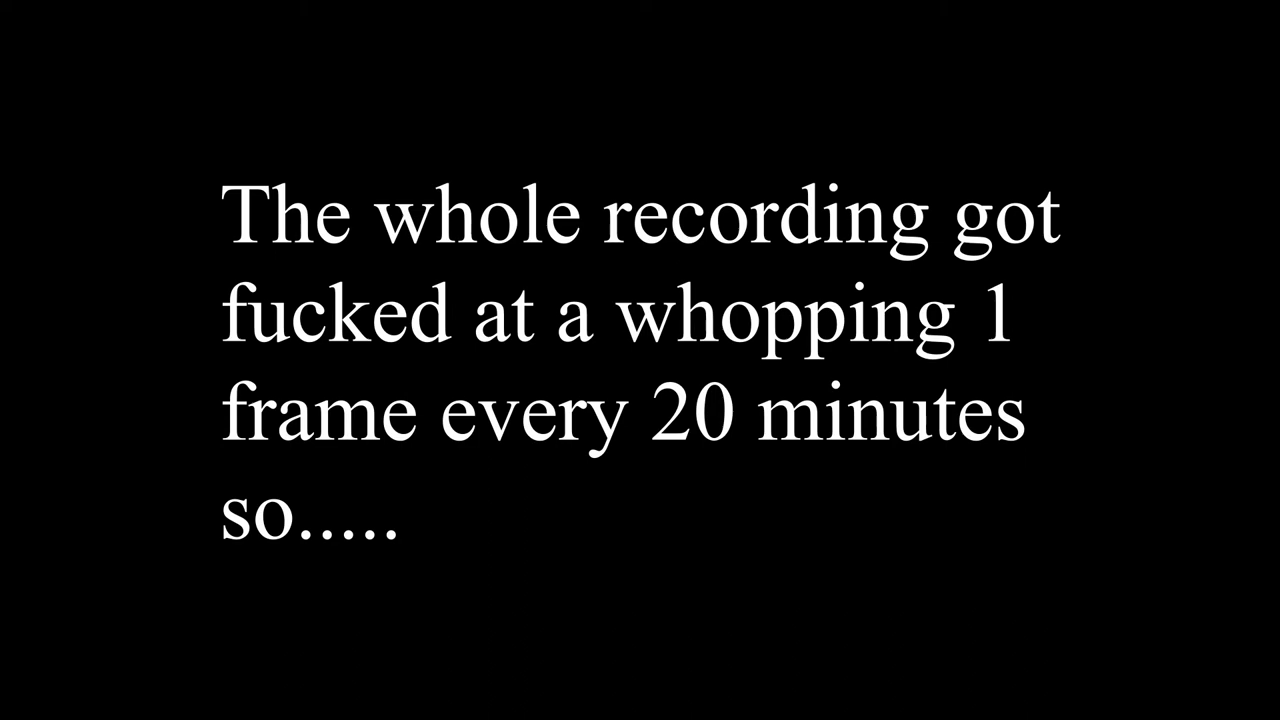 The whole recording got
fucked at a whopping 1
frame every 20 minutes
so.....